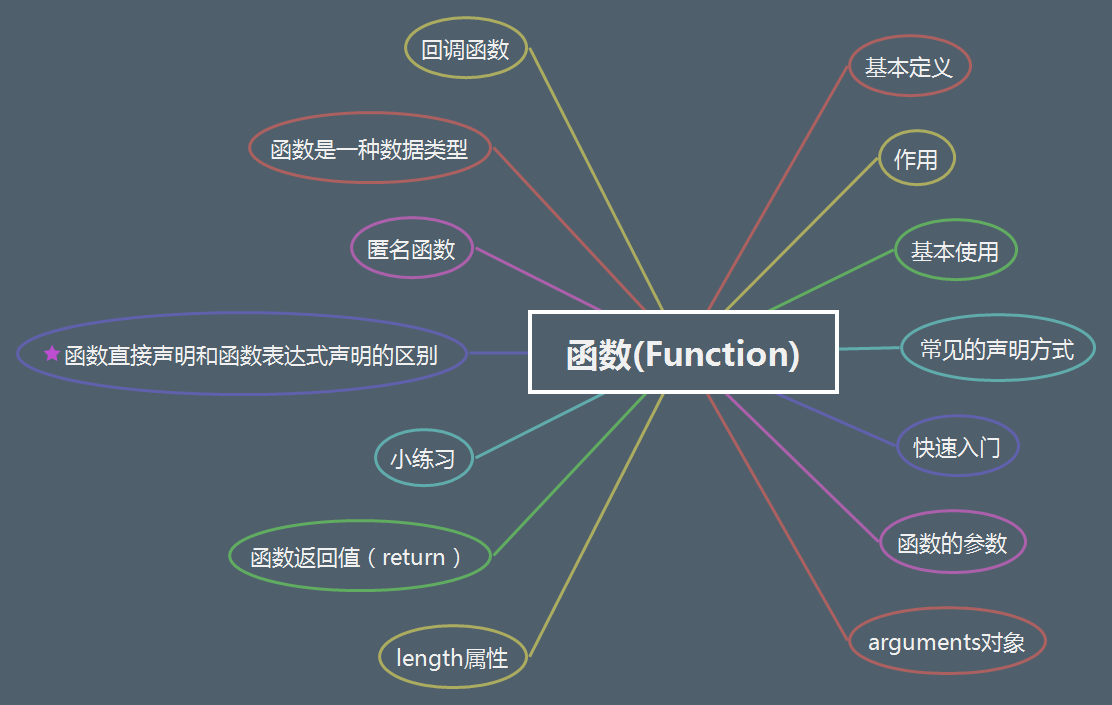 回调函数
基本定义
函数是一种数据类型
作用
匿名函数
基本使用
函数直接声明和函数表达式声明的区别
函数(Function)
常见的声明方式
小练习
快速入门
函数返回值（return）
函数的参数
length属性
arguments对象